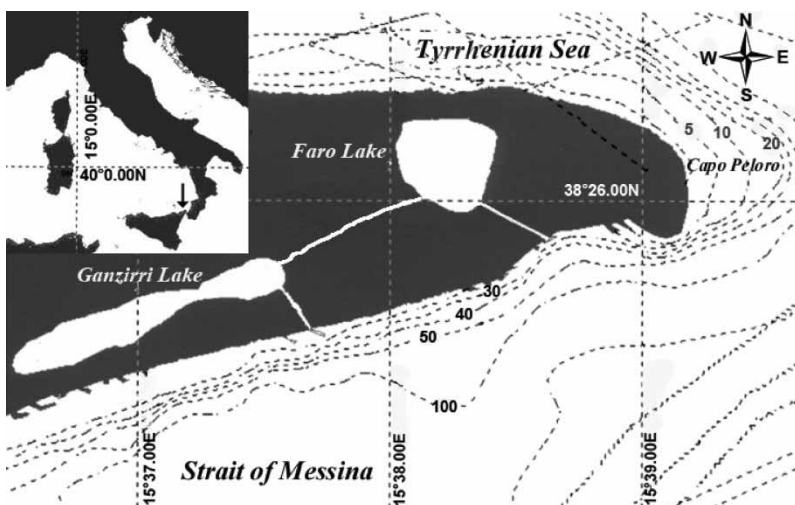 15°0.00E
40°0.00N
Tyrrhenian Sea
N
W
E
S
Faro Lake
5
10
20
Capo Peloro
38°26.00N
Ganzirri Lake
30
40
50
100
15°37.00E
15°38.00E
15°39.00E
Strait of Messina